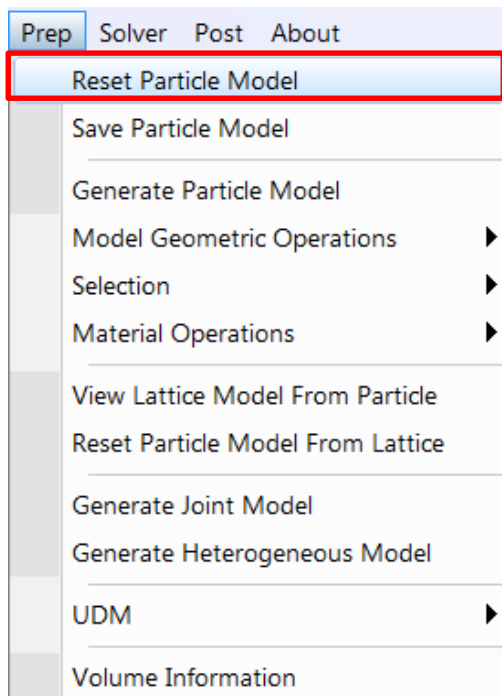 Prep Solver Post About
Reset Particle Model
Save Particle Model
Generate Particle Model
Model Geometric Operations
Selection
Material Operations
View Lattice Model From Particle
Reset Particle Model From Lattice
Generate Joint Model
Generate Heterogeneous Model
UDM
Volume Information